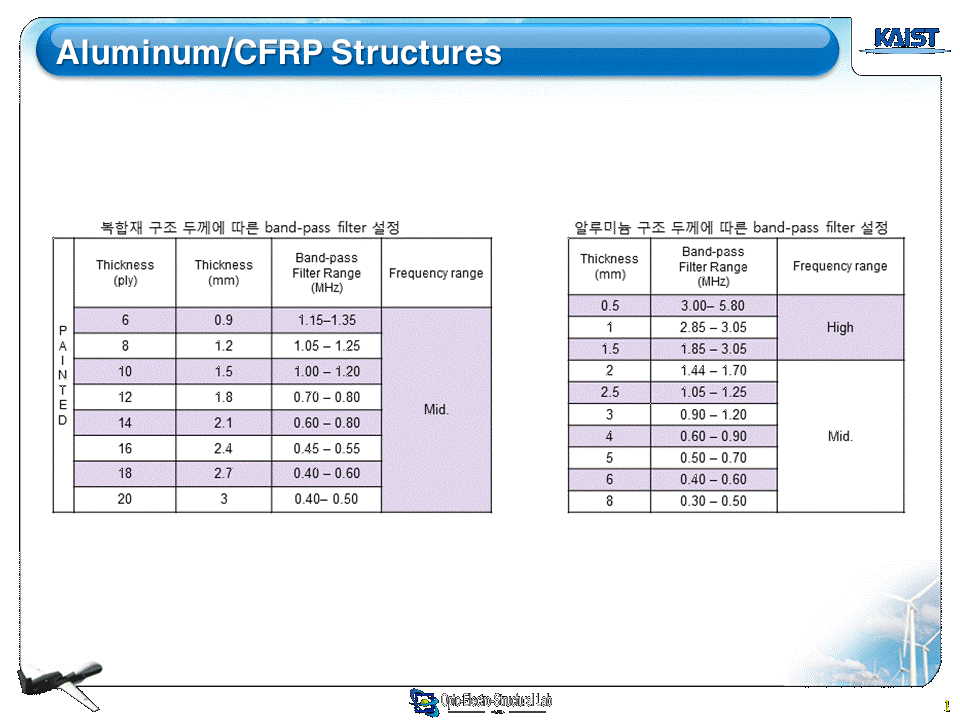 Aluminum/CFRP Structures
KAIST
복합재 구조 두께에 따른 band-pass filter 설정
PAINTED
Thickness (ply) Thickness (mm) Band-pass Filter Range (MHz) Frequency range
6 0.9 1.15–1.35 Mid.
8 1.2 1.05 – 1.25
10 1.5 1.00 – 1.20
12 1.8 0.70 – 0.80
14 2.1 0.60 – 0.80
16 2.4 0.45 – 0.55
18 2.7 0.40 – 0.60
20 3 0.40– 0.50
알루미늄 구조 두께에 따른 band-pass filter 설정
Thickness (mm) Band-pass Filter Range (MHz) Frequency range
0.5 3.00– 5.80 High
1 2.85 – 3.05
1.5 1.85 – 3.05
2 1.44 – 1.70 Mid.
2.5 1.05 – 1.25
3 0.90 – 1.20
4 0.60 – 0.90
5 0.50 – 0.70
6 0.40 – 0.60
8 0.30 – 0.50
Opto-Electro-Structural Lab
1